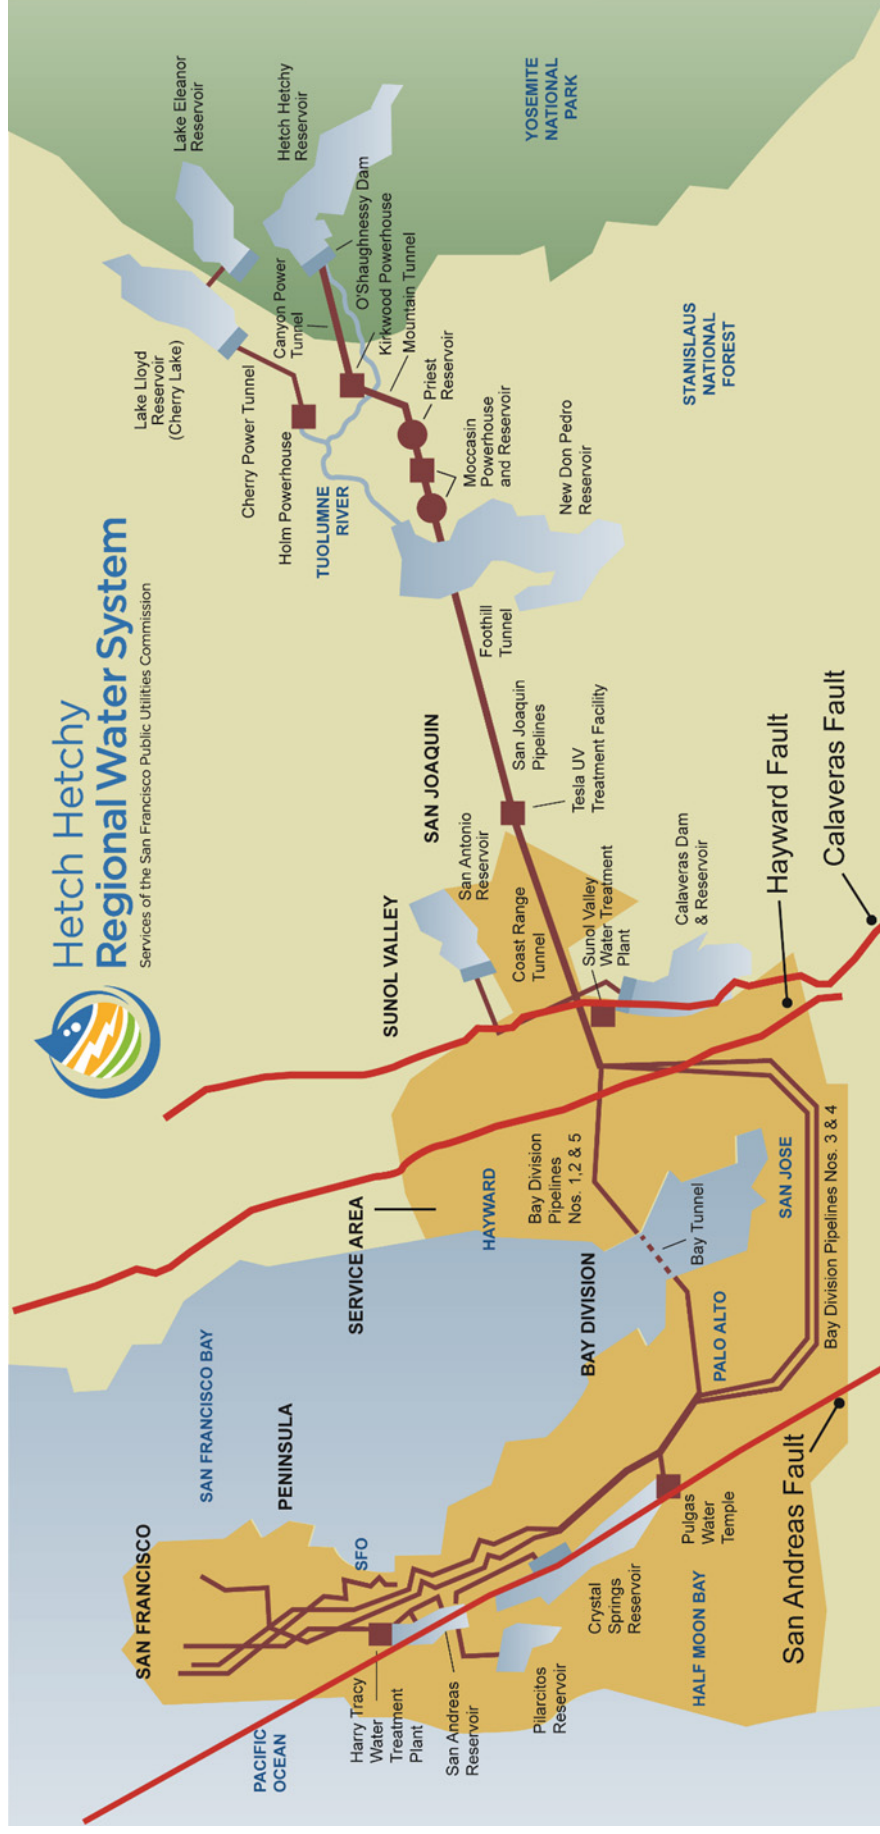 Hetch Hetchy
Regional Water System
Services of the San Francisco Public Utilities Commission
SAN FRANCISCO
PACIFIC
OCEAN
SAN FRANCISCO BAY
PENINSULA
SFO
Harry Tracy
Water
Treatment
Plant
San Andreas
Reservoir
Pilarcitos
Reservoir
Crystal
Springs
Reservoir
Pulgas
Water
Temple
HALF MOON BAY
San Andreas Fault
SERVICE AREA
HAYWARD
BAY DIVISION
Bay Division
Pipelines
Nos. 1,2 & 5
Bay Tunnel
PALO ALTO
SAN JOSE
Bay Division Pipelines Nos. 3 & 4
SUNOL VALLEY
San Antonio
Reservoir
Coast Range
Tunnel
Sunol Valley
Water Treatment
Plant
Calaveras Dam
& Reservoir
Hayward Fault
Calaveras Fault
SAN JOAQUIN
San Joaquin
Pipelines
Tesla UV
Treatment Facility
Foothill
Tunnel
Lake Lloyd
Reservoir
(Cherry Lake)
Cherry Power Tunnel
Holm Powerhouse
TUOLUMNE
RIVER
Lake Eleanor
Reservoir
Hetch Hetchy
Reservoir
Canyon Power
Tunnel
O'Shaughnessy Dam
Kirkwood Powerhouse
Mountain Tunnel
Priest
Reservoir
Moccasin
Powerhouse
and Reservoir
New Don Pedro
Reservoir
YOSEMITE
NATIONAL
PARK
STANISLAUS
NATIONAL
FOREST